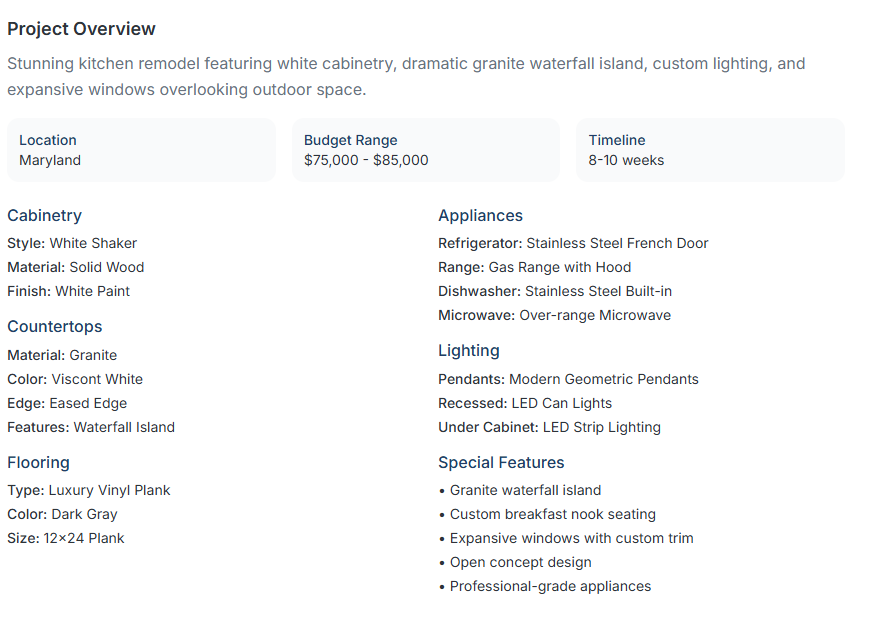 Project Overview
Stunning kitchen remodel featuring white cabinetry, dramatic granite waterfall island, custom lighting, and
expansive windows overlooking outdoor space.
Location
Maryland
Budget Range
$75,000 - $85,000
Timeline
8-10 weeks
Cabinetry
Style: White Shaker
Material: Solid Wood
Finish: White Paint
Countertops
Material: Granite
Color: Viscont White
Edge: Eased Edge
Features: Waterfall Island
Flooring
Type: Luxury Vinyl Plank
Color: Dark Gray
Size: 12×24 Plank
Appliances
Refrigerator: Stainless Steel French Door
Range: Gas Range with Hood
Dishwasher: Stainless Steel Built-in
Microwave: Over-range Microwave
Lighting
Pendants: Modern Geometric Pendants
Recessed: LED Can Lights
Under Cabinet: LED Strip Lighting
Special Features
• Granite waterfall island
• Custom breakfast nook seating
• Expansive windows with custom trim
• Open concept design
• Professional-grade appliances